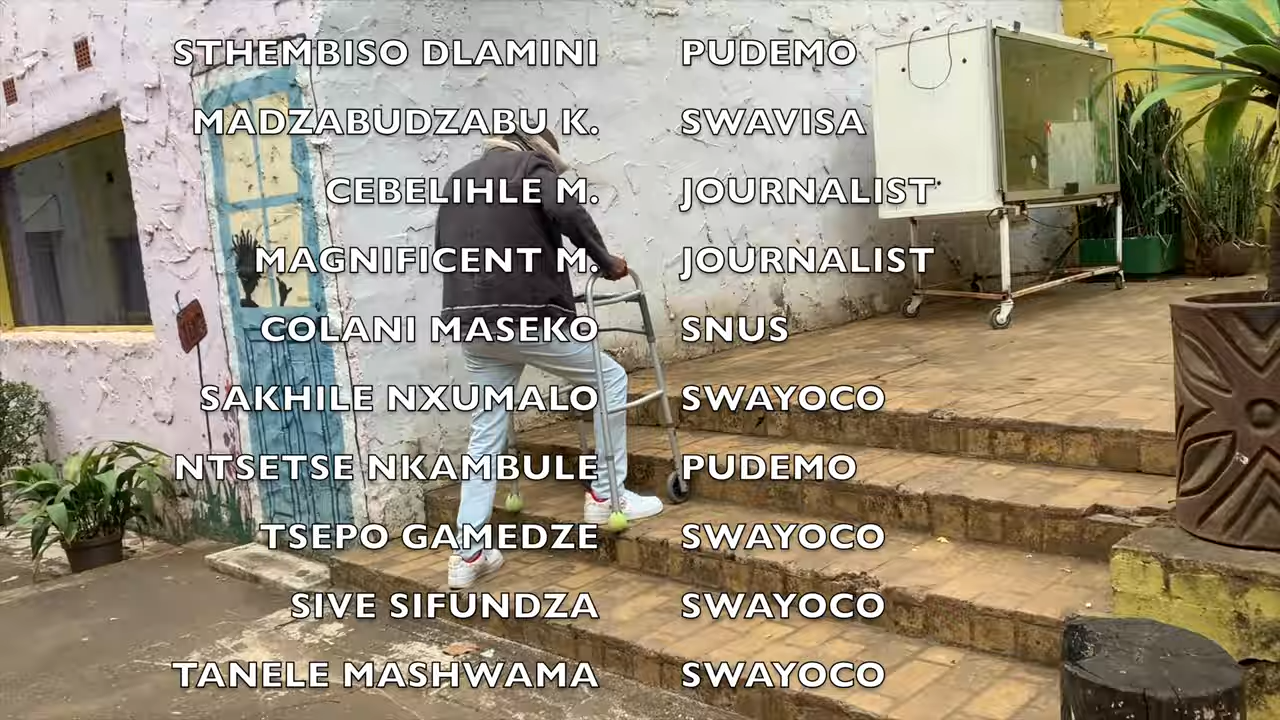 STHEMBISO DLAMINI PUDEMO
MADZABUDZABU K. SWAVISA
CEBELIHLE M. JOURNALIST
MAGNIFICENT M. JOURNALIST
COLANI MASEKO SNUS
SAKHILE NXUMALO SWAYOCO
NTSETSE NKAMBULE PUDEMO
TSEPO GAMEDZE SWAYOCO
SIVE SIFUNDZA SWAYOCO
TANELE MASHWAMA SWAYOCO